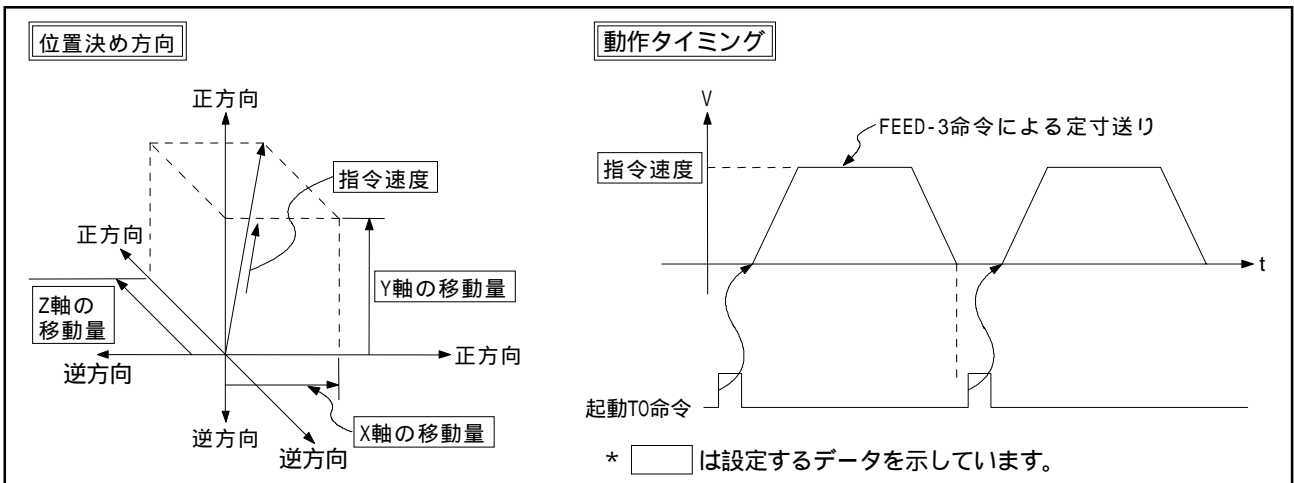 位置決め方向
正方向
指令速度
正方向
Y軸の移動量
Z軸の
移動量
正方向
逆方向
逆方向
X軸の移動量
逆方向
動作タイミング
V
FEED-3命令による定寸送り
指令速度
t
起動TO命令
* は設定するデータを示しています。